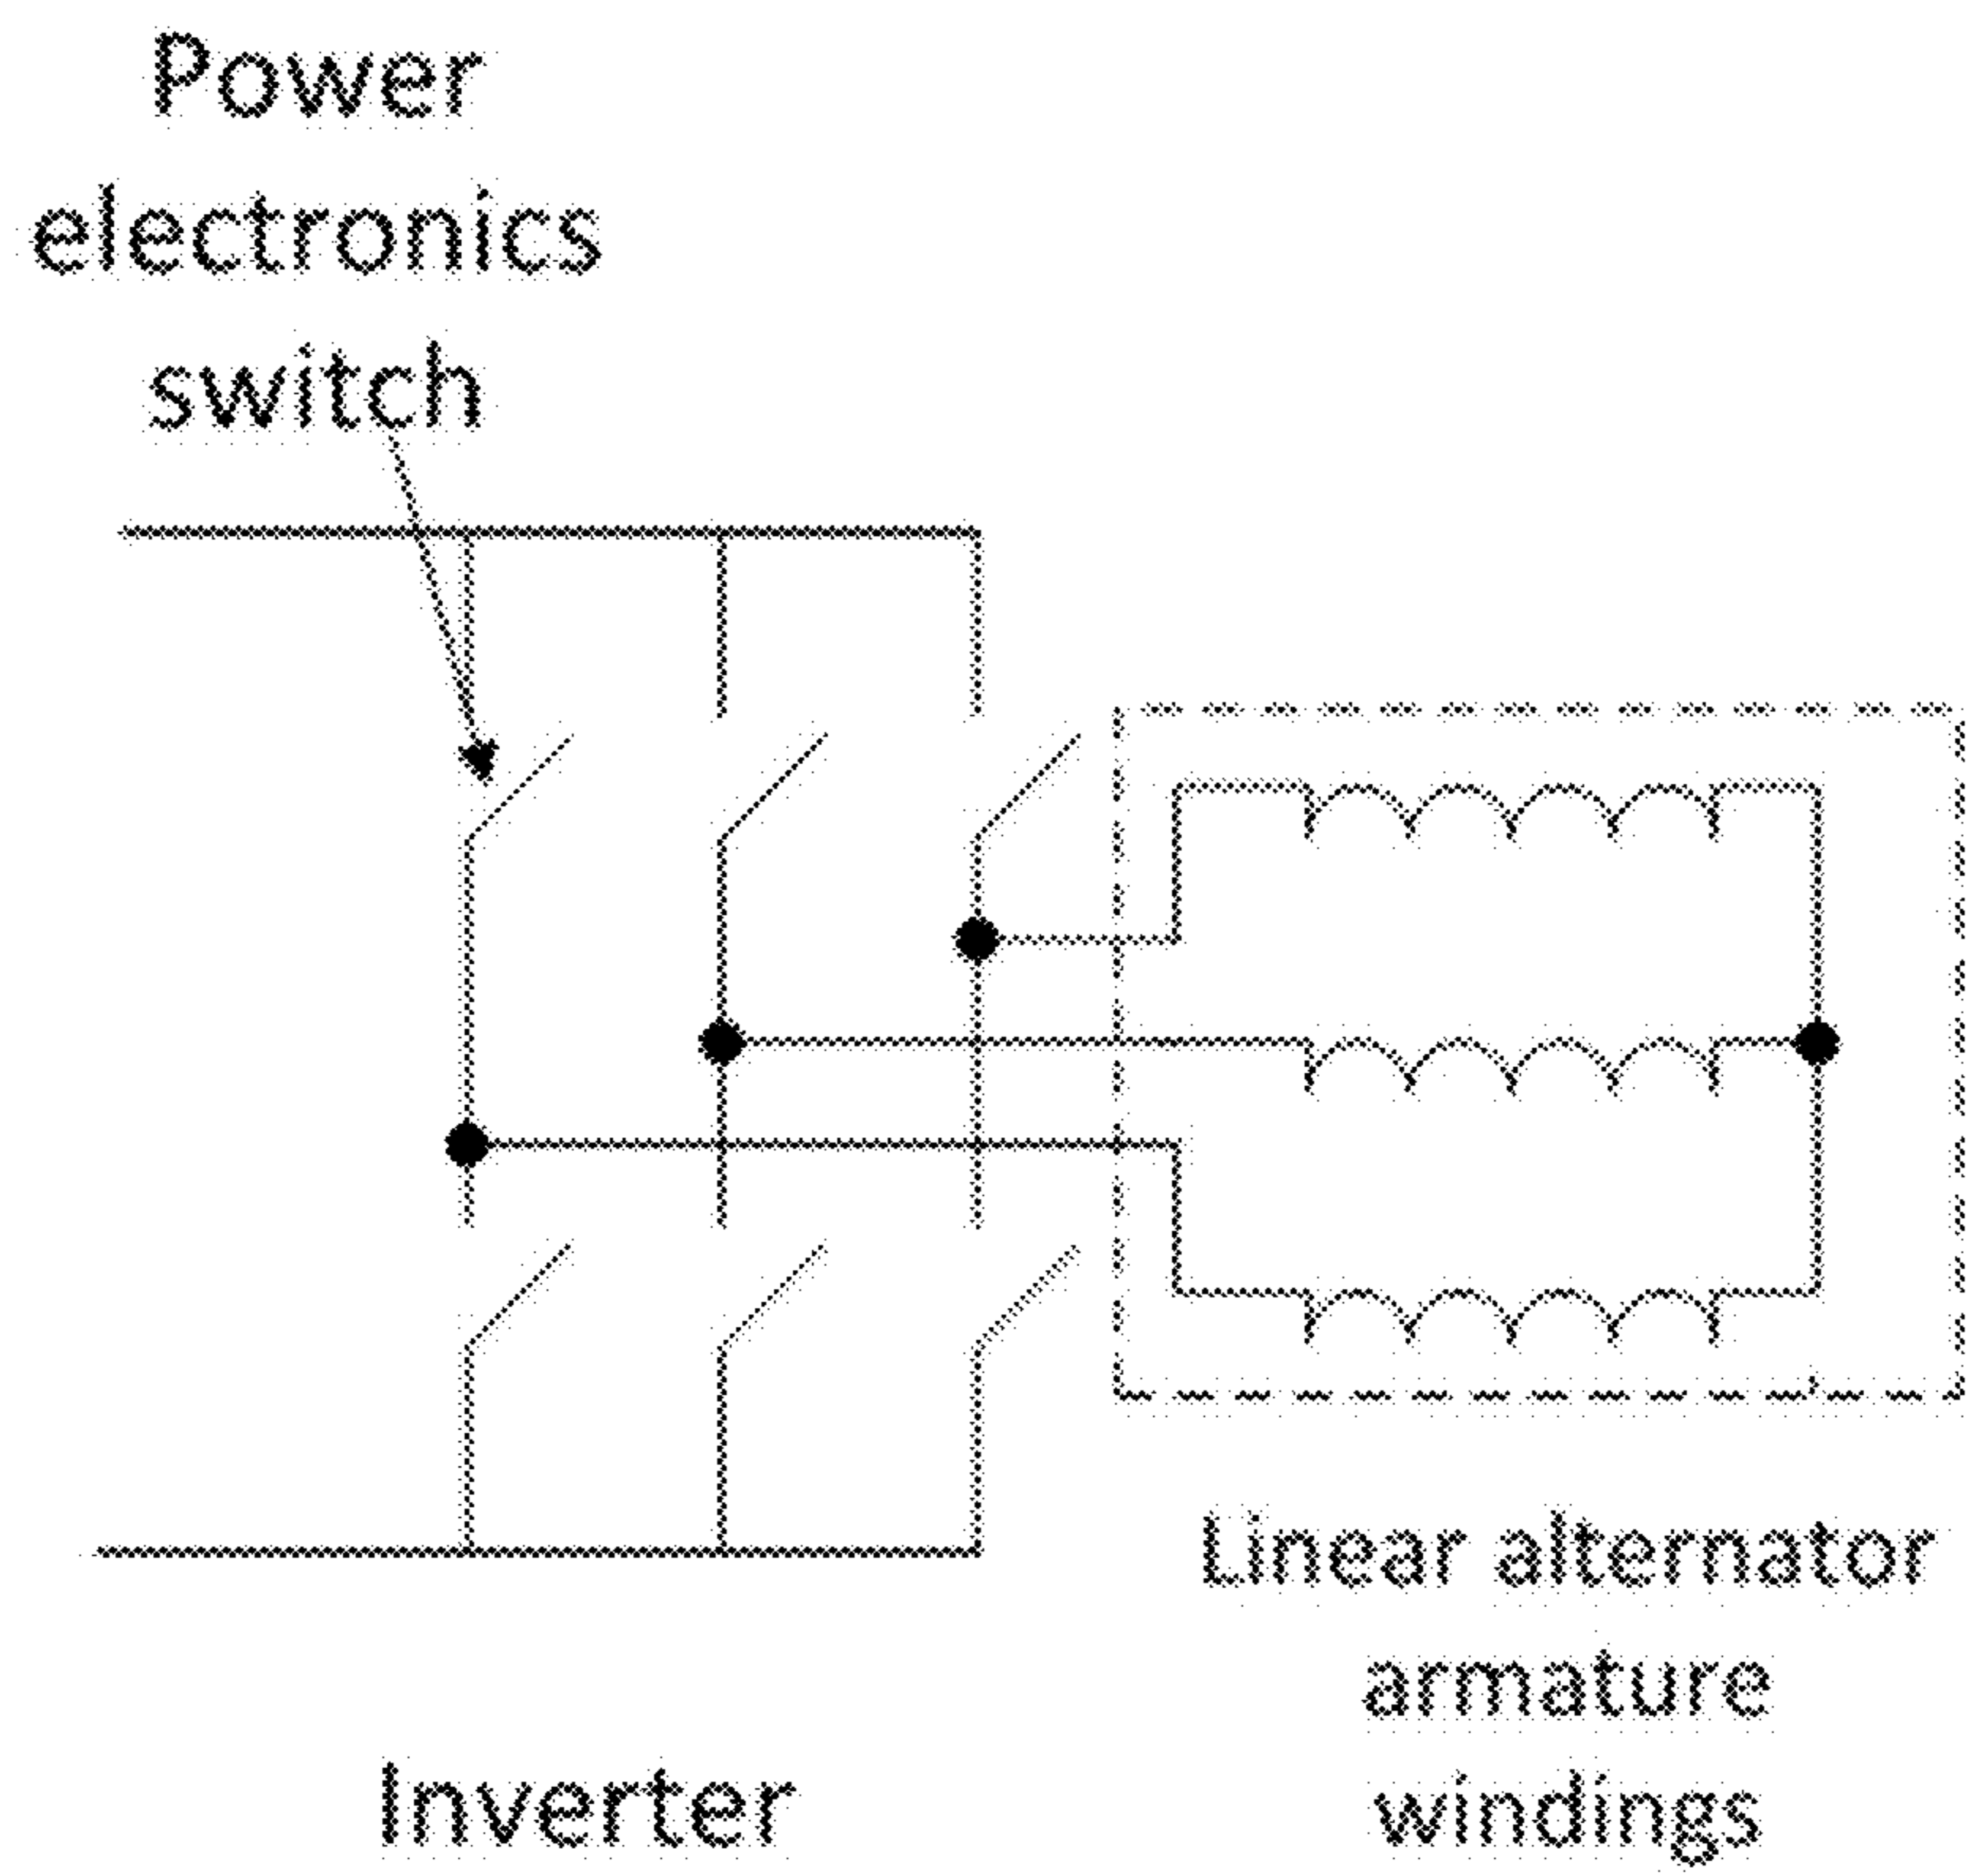 Power
electronics
switch
Linear alternator
armature
windings
Inverter